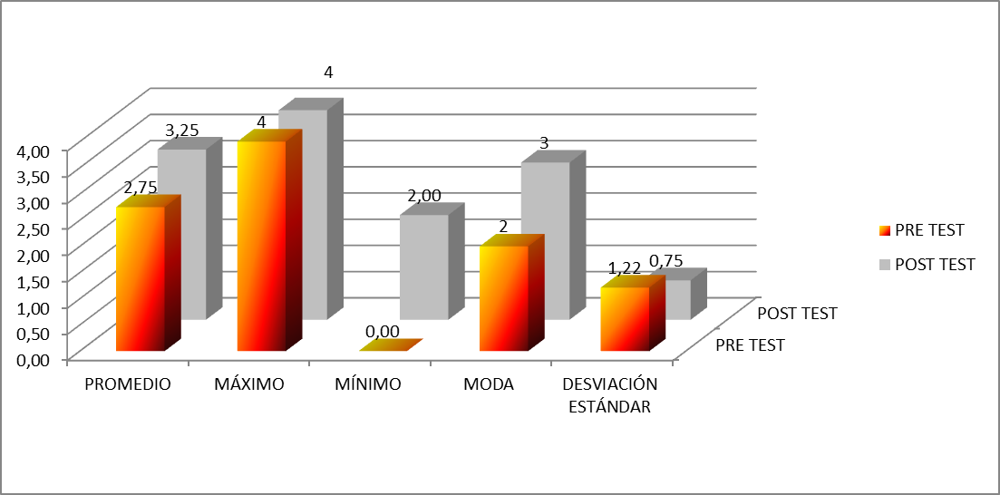 4
3,25
4
3
4,00
3,50
3,00
2,50
2,00
1,50
1,00
0,50
0,00
2,75
2,00
2
0,00
1,22
0,75
PRE TEST
POST TEST
POST TEST
PRE TEST
PROMEDIO
MÁXIMO
MÍNIMO
MODA
DESVIACIÓN
ESTÁNDAR